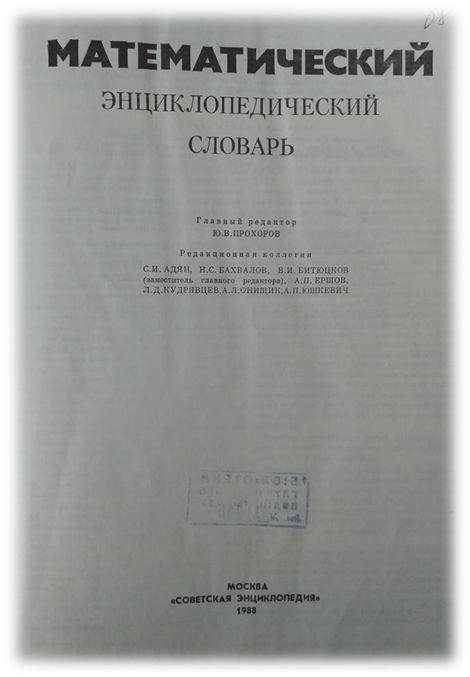 МАТЕМАТИЧЕСКИЙ
ЭНЦИКЛОПЕДИЧЕСКИЙ
СЛОВАРЬ
Главный редактор
Ю.В.ПРОХОРОВ
Редакционная коллегия
С.И. АДЯН, Н.С. БАХВАЛОВ, В.И. БИТЮЦКОВ
(заместитель главного редактора), А.П. ЕРШОВ,
Л.Д.КУДРЯВЦЕВ,А.Л.ОНИЩИК,А.П.ЮШКЕВИЧ
МОСКВА
«СОВЕТСКАЯ ЭНЦИКЛОПЕДИЯ»
1988